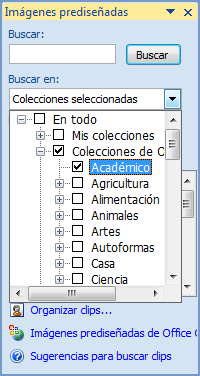 Imágenes prediseñadas
Buscar:
Buscar
Buscar en:
Colecciones seleccionadas
En todo
Mis colecciones
Colecciones de O
Académico
Agricultura
Alimentación
Animales
Artes
Autoformas
Casa
Ciencia
Organizar clips...
Imágenes prediseñadas de Office O
Sugerencias para buscar clips